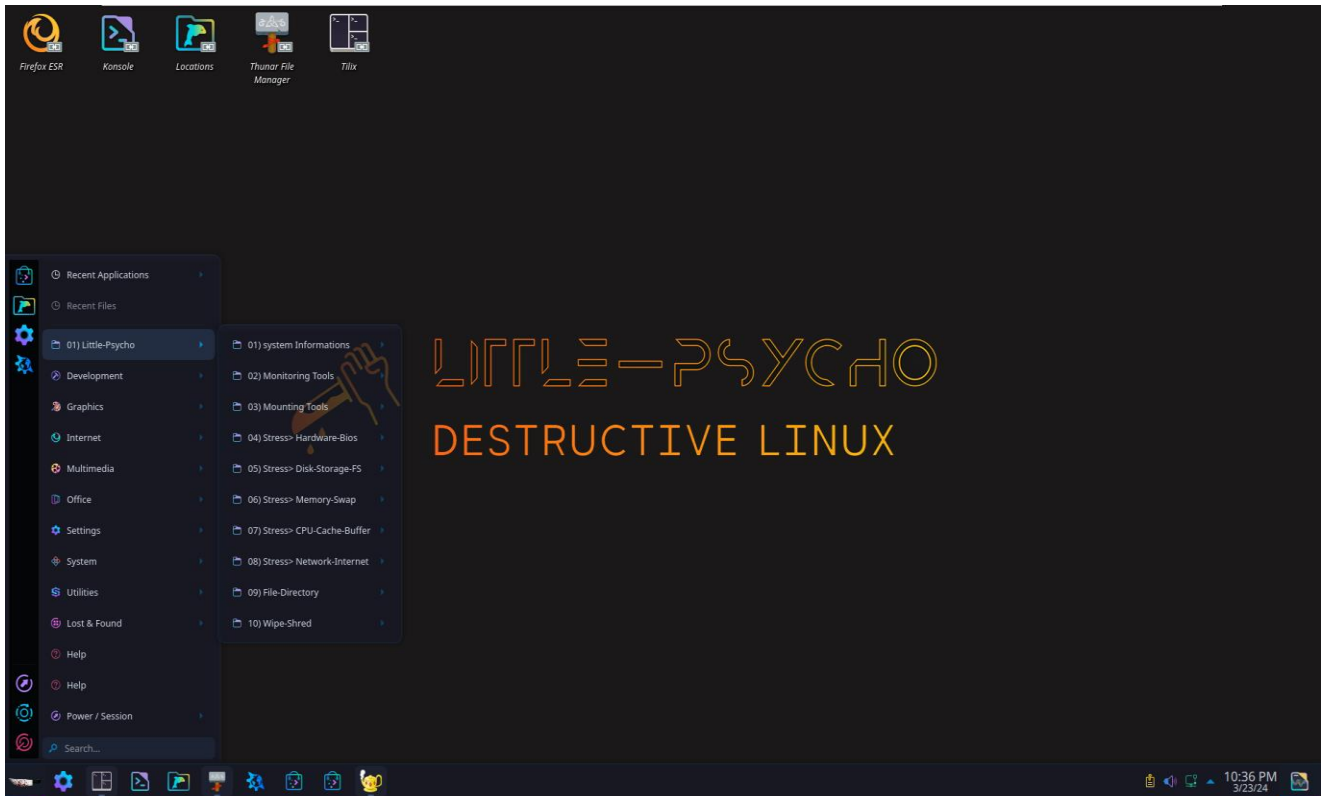 Firefox ESR
Konsole
Locations
Thunar File
Manager
Tilix
Recent Applications
Recent Files
01) Little-Psycho
Development
Graphics
Internet
Multimedia
Office
Settings
System
Utilities
Lost & Found
Help
Help
Power / Session
Search...
01) system Informations
02) Monitoring Tools
03) Mounting Tools
04) Stress> Hardware-Bios
05) Stress> Disk-Storage-FS
06) Stress> Memory-Swap
07) Stress> CPU-Cache-Buffer
08) Stress> Network-Internet
09) File-Directory
10) Wipe-Shred
LITTLE-PSYCHO
DESTRUCTIVE LINUX
10:36 PM
3/23/24